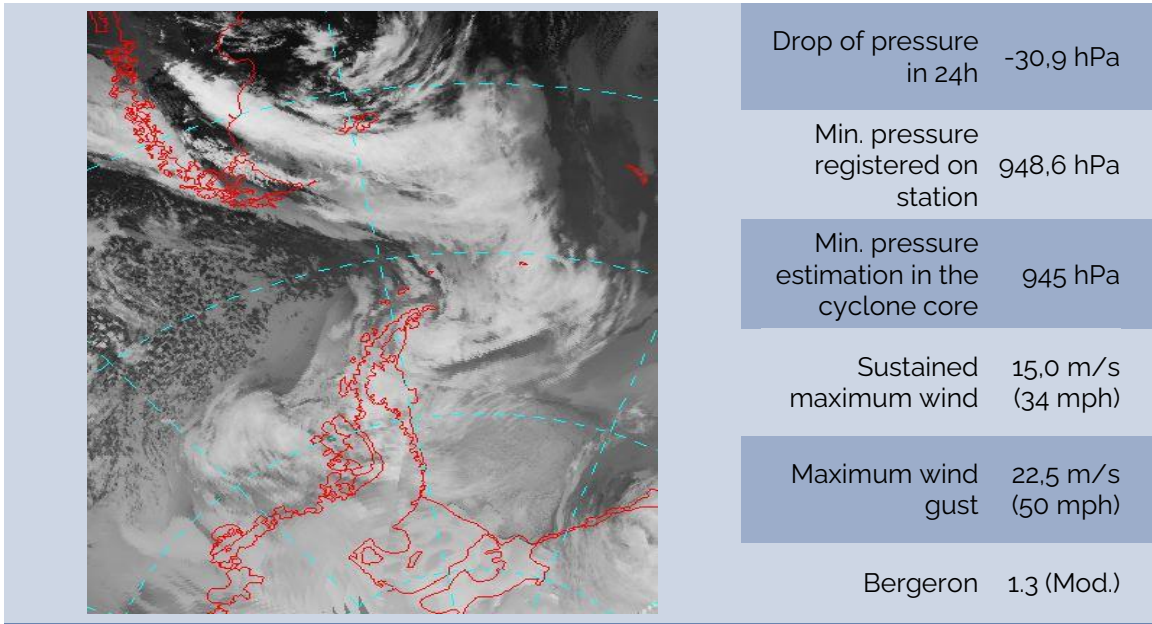 Drop of pressure
in 24h
-30,9 hPa
Min. pressure
registered on
station
948,6 hPa
Min. pressure
estimation in the
cyclone core
945 hPa
Sustained
maximum wind
15,0 m/s
(34 mph)
Maximum wind
gust
22,5 m/s
(50 mph)
Bergeron
1.3 (Mod.)